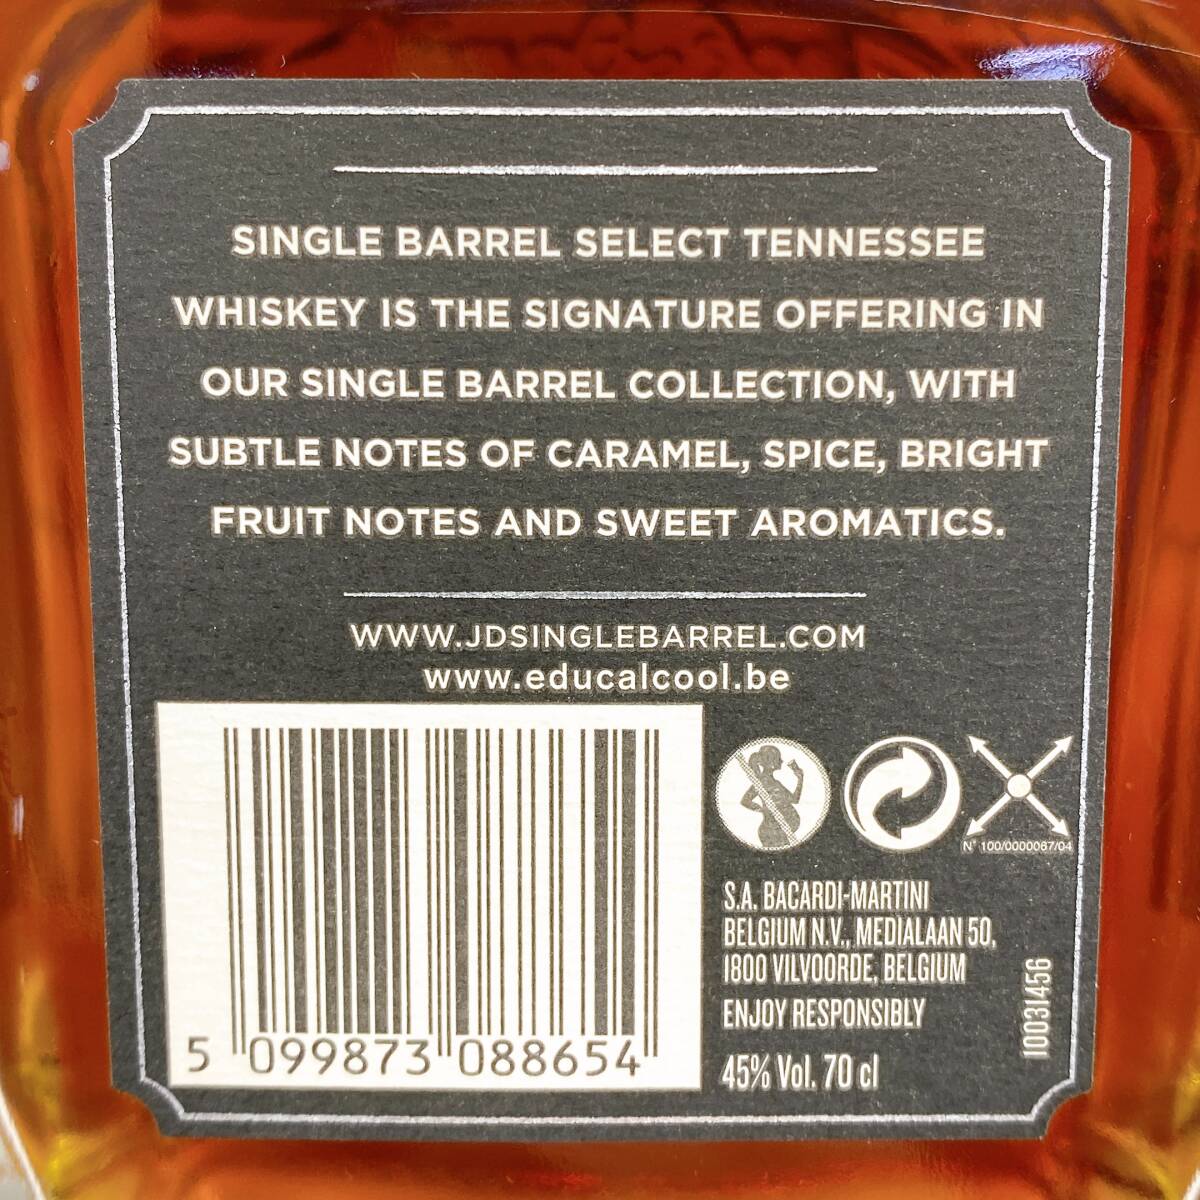 SINGLE BARREL SELECT TENNESSEE
WHISKEY IS THE SIGNATURE OFFERING IN
OUR SINGLE BARREL COLLECTION, WITH
SUBTLE NOTES OF CARAMEL, SPICE, BRIGHT
FRUIT NOTES AND SWEET AROMATICS.
WWW.JDSINGLEBARREL.COM
www.educalcool.be
5 099873 088654
N° 100/0000067/04
S.A. BACARDI-MARTINI
BELGIUM N.V., MEDIALAAN 50,
1800 VILVOORDE, BELGIUM
ENJOY RESPONSIBLY
45% Vol. 70 cl
10031456